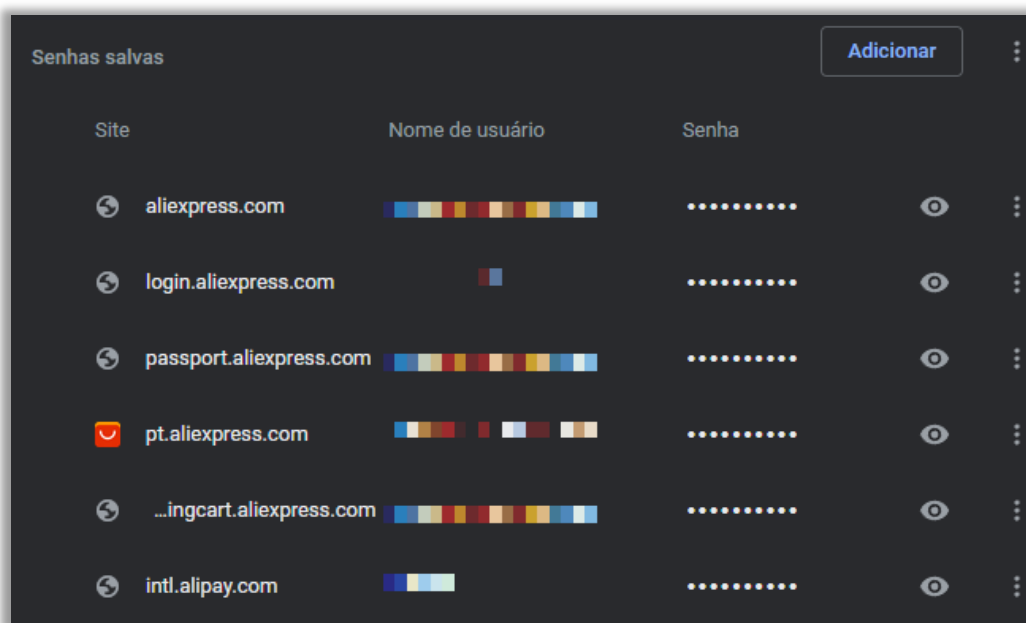 Senhas salvas Adicionar
Site Nome de usuário Senha
aliexpress.com ••••••••••
login.aliexpress.com ••••••••••
passport.aliexpress.com ••••••••••
pt.aliexpress.com ••••••••••
...ingcart.aliexpress.com ••••••••••
intl.alipay.com ••••••••••